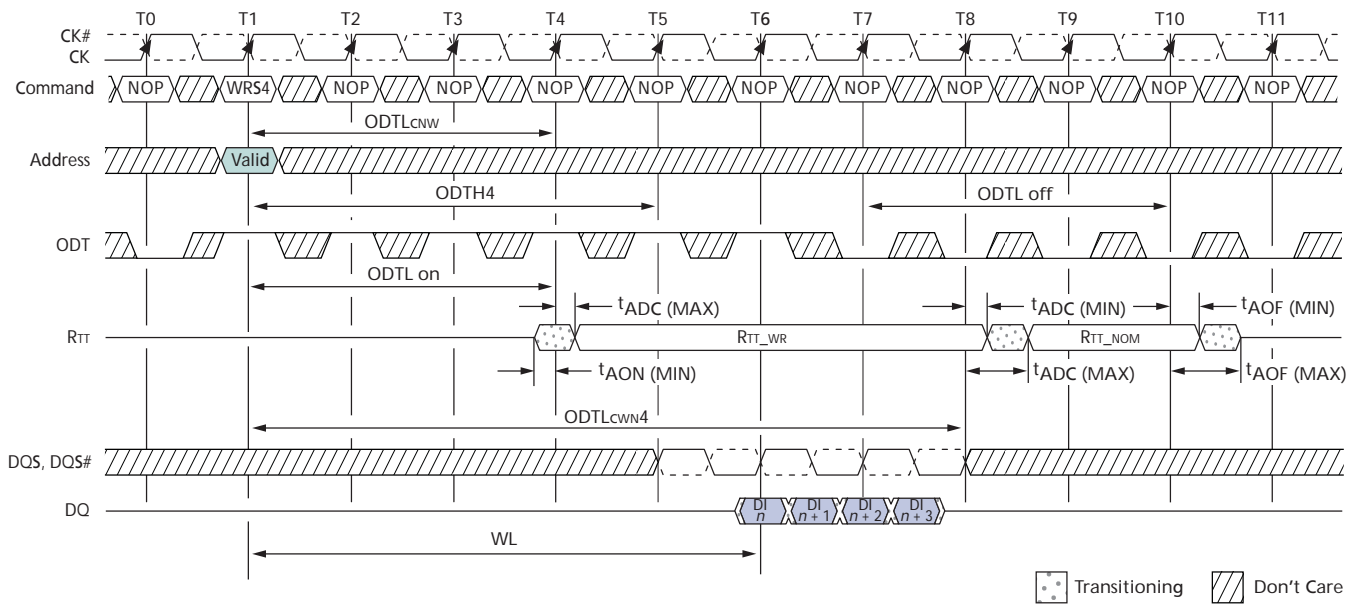 T0 T1 T2 T3 T4 T5 T6 T7 T8 T9 T10 T11
CK#
CK
Command NOP WRS4 NOP NOP NOP NOP NOP NOP NOP NOP NOP NOP
ODTLCNW
Address Valid
ODTH4 ODTL off
ODT
ODTL on
tADC (MAX) tADC (MIN) tAOF (MIN)
RTT RTT_WR RTT_NOM
tAON (MIN) tADC (MAX) tAOF (MAX)
ODTLCWN4
DQS, DQS#
DQ DI n DI n + 1 DI n + 2 DI n + 3
WL
Transitioning Don't Care